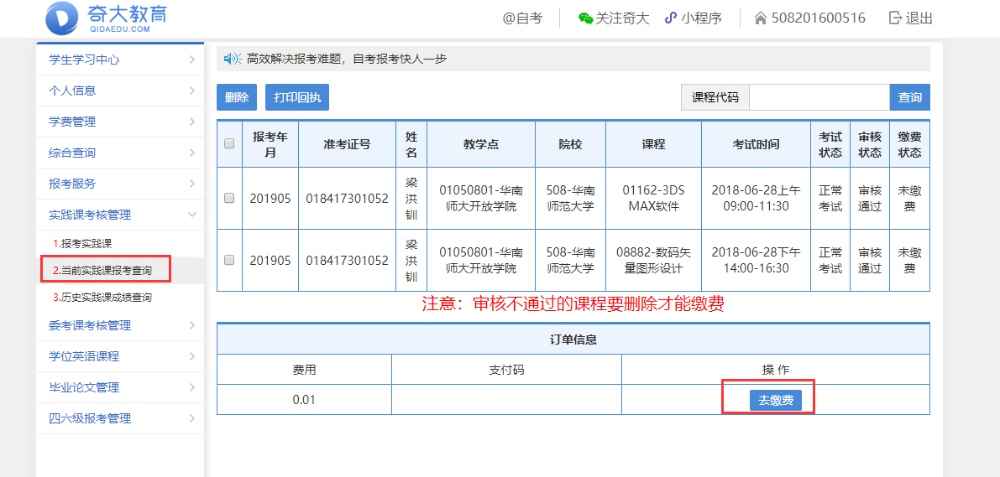 奇大教育
QIDAEDU.COM
@自考
关注奇大
小程序
508201600516
退出
学生学习中心
个人信息
学费管理
综合查询
报考服务
实践课考核管理
1.报考实践课
2.当前实践课报考查询
3.历史实践课成绩查询
委考课考核管理
学位英语课程
毕业论文管理
四六级报考管理
高效解决报考难题，自考报考快人一步
删除
打印回执
课程代码
查询
报考年
月
准考证号
姓
名
教学点
院校
课程
考试时间
考试
状态
审核
状态
缴费
状态
201905
018417301052
梁
洪
钏
01050801-华南
师大开放学院
508-华南
师范大学
01162-3DS
MAX软件
2018-06-28上午
09:00-11:30
正常
考试
审核
通过
未缴
费
201905
018417301052
梁
洪
钏
01050801-华南
师大开放学院
508-华南
师范大学
08882-数码矢
量图形设计
2018-06-28下午
14:00-16:30
正常
考试
审核
通过
未缴
费
注意：审核不通过的课程要删除才能缴费
订单信息
费用
支付码
操 作
0.01
去缴费